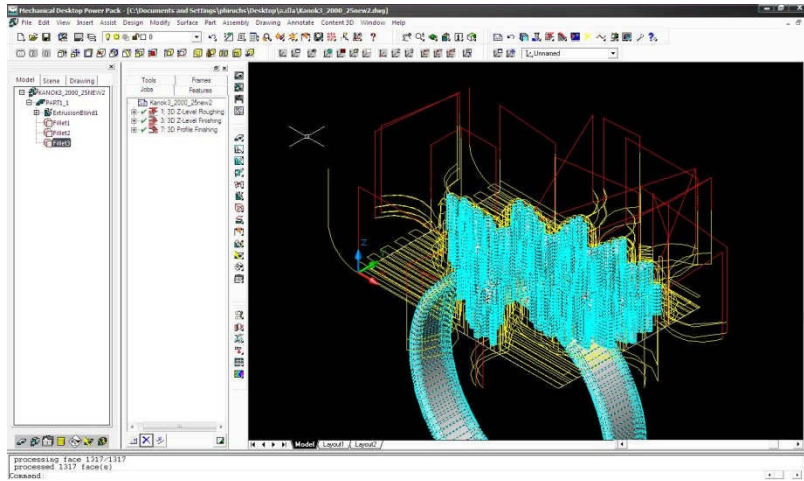 Mechanical Desktop Power Pack - [C:\Documents and Settings\phiruchs\Desktop\a.ila\Kanok3_2000_25new2.dwg]
File Edit View Insert Assist Design Modify Surface Part Assembly Drawing Annotate Content 3D Window Help
0
Unnamed
Model Scene Drawing
KANOK3_2000_25NEW2
PART1_1
ExtrusionBlend1
Fillet1
Fillet2
Fillet3
Tools Frames
Jobs Features
Kanok3_2000_25new2
1: 3D Z-Level Roughing
3: 3D Z-Level Finishing
7: 3D Profile Finishing
Z
Model Layout1 Layout2
processing face 1317/1317
processed 1317 face(s)
Command: